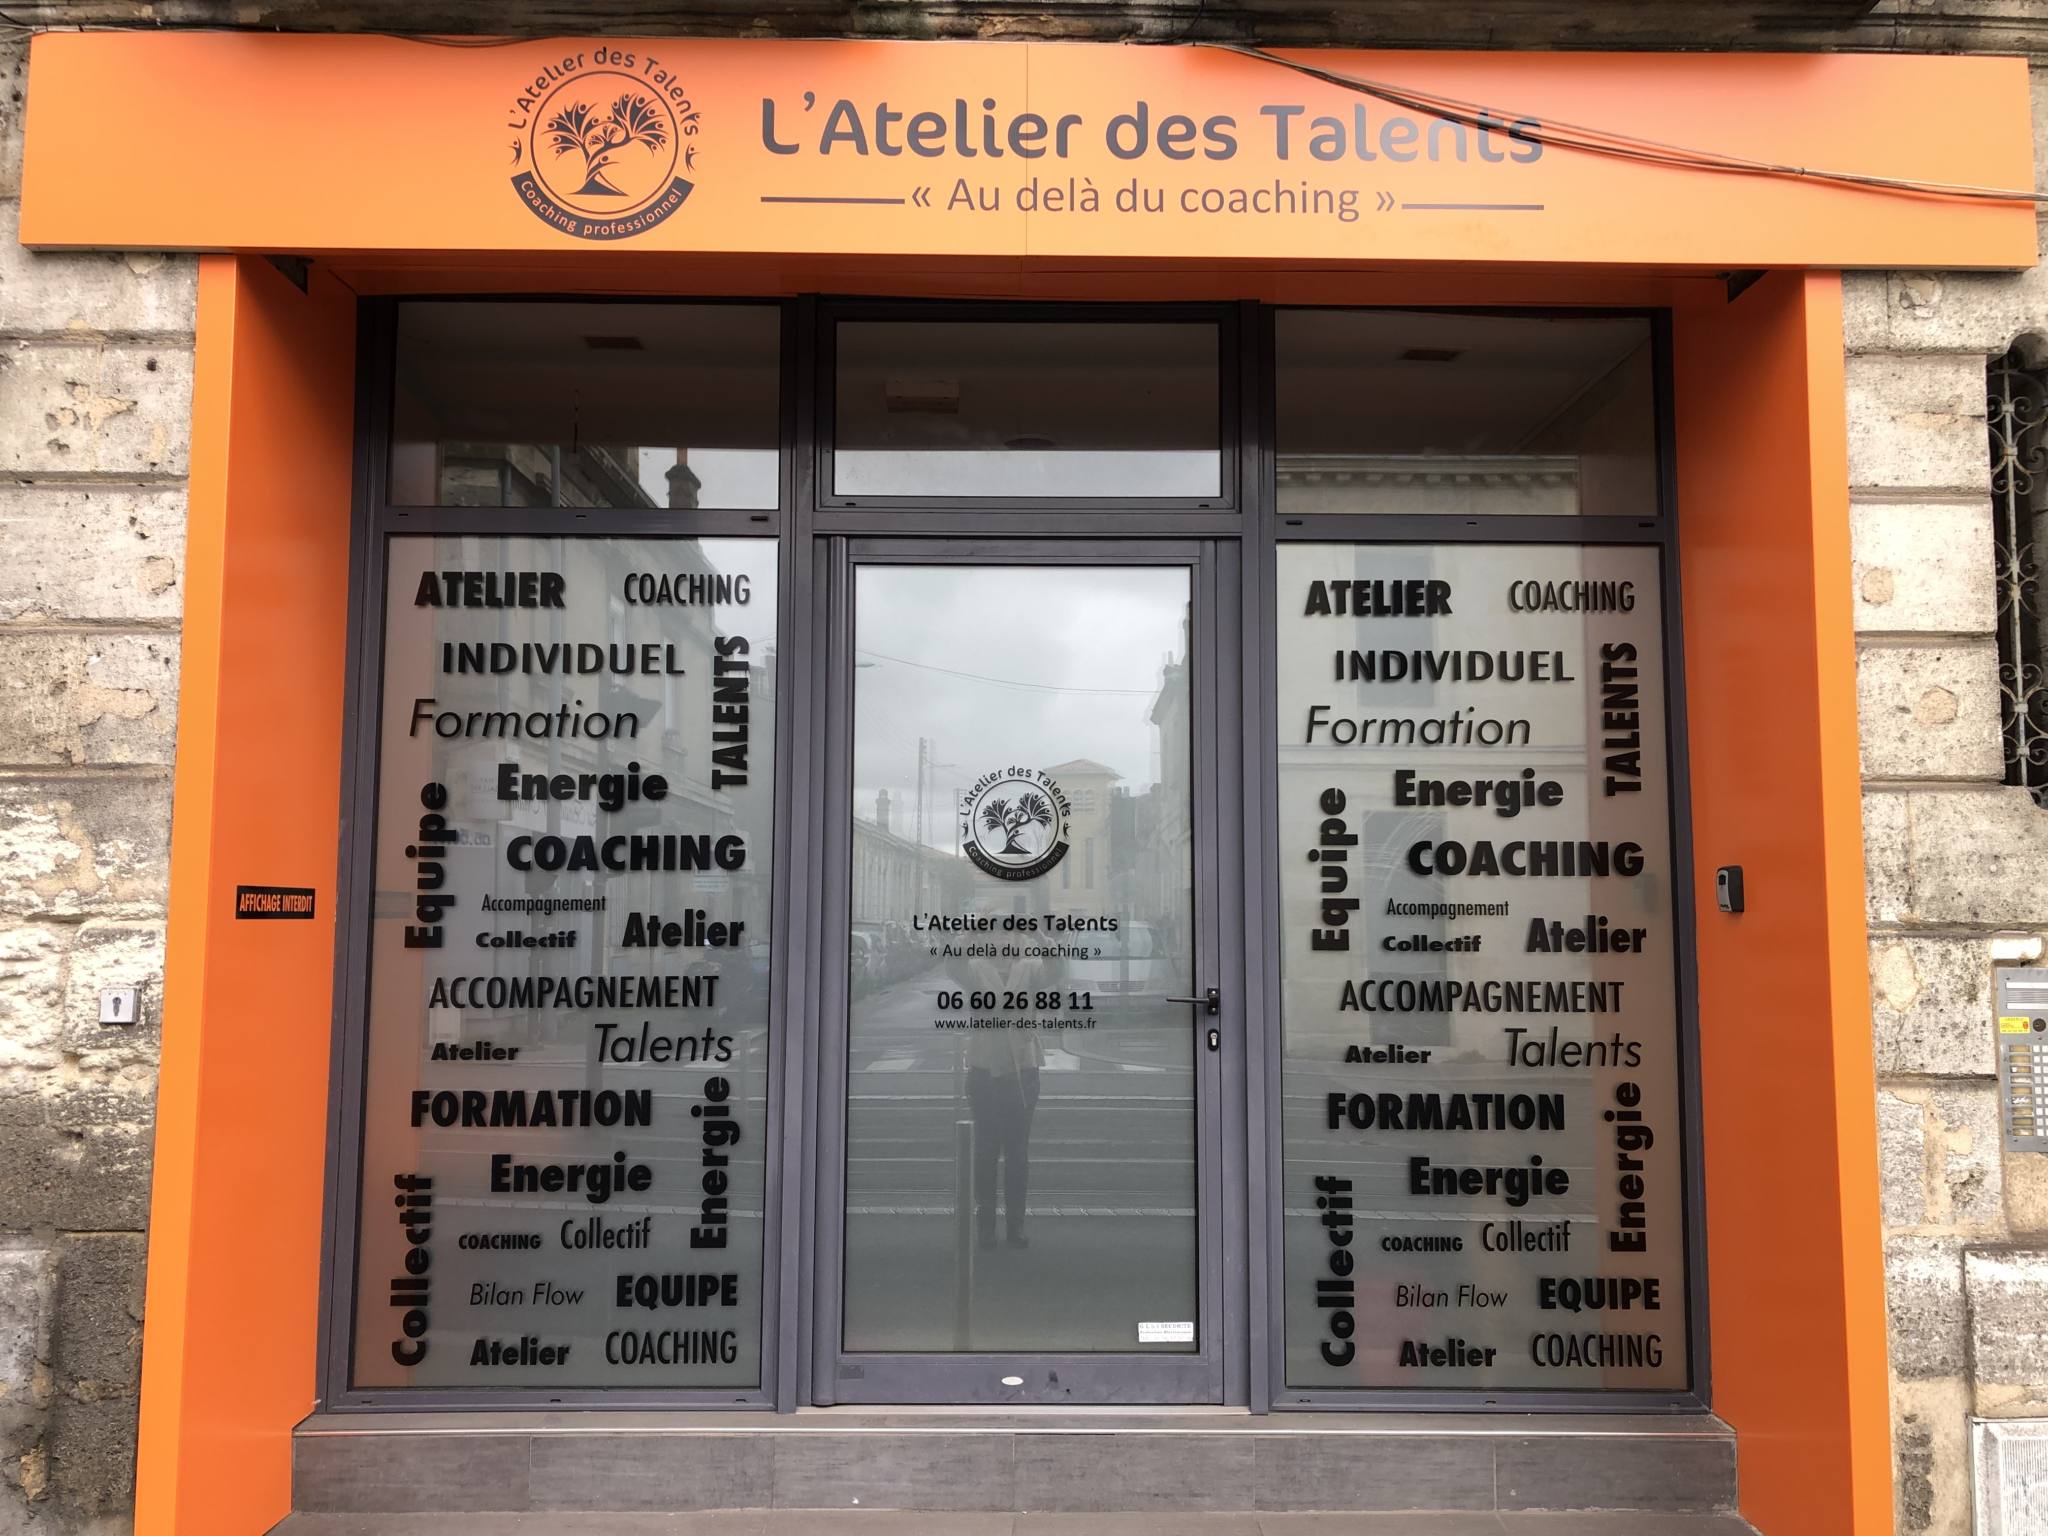 L'Atelier des Talents
Coaching professionnel
L'Atelier des Talents
« Au delà du coaching »
ATELIER COACHING
INDIVIDUEL
TALENTS
Formation
Energie
Equipe
COACHING
Accompagnement
Collectif Atelier
ACCOMPAGNEMENT
Atelier Talents
FORMATION
Energie
Energie
Collectif
COACHING Collectif
Bilan Flow EQUIPE
Atelier COACHING
AFFICHAGE INTERDIT
L'Atelier des Talents
Coaching professionnel
L'Atelier des Talents
« Au delà du coaching »
06 60 26 88 11
www.latelier-des-talents.fr
ATELIER COACHING
INDIVIDUEL
TALENTS
Formation
Energie
Equipe
COACHING
Accompagnement
Collectif Atelier
ACCOMPAGNEMENT
Atelier Talents
FORMATION
Energie
Energie
Collectif
COACHING Collectif
Bilan Flow EQUIPE
Atelier COACHING